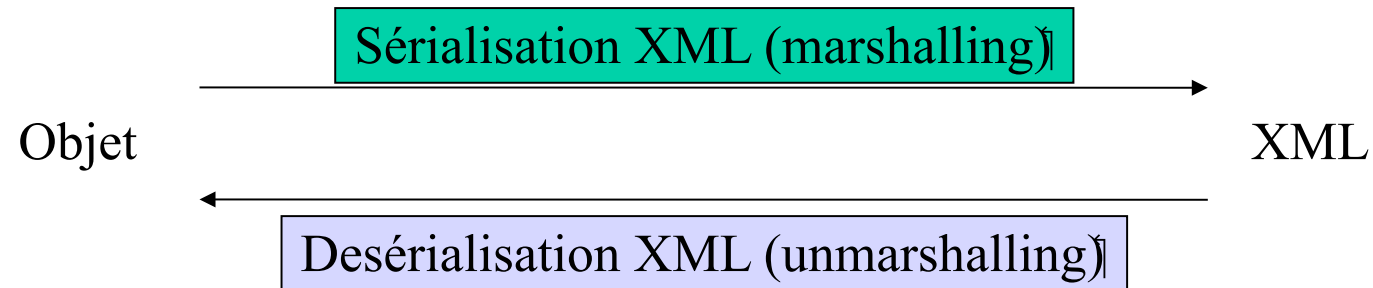 Sérialisation XML (marshalling)
Objet
XML
Desérialisation XML (unmarshalling)